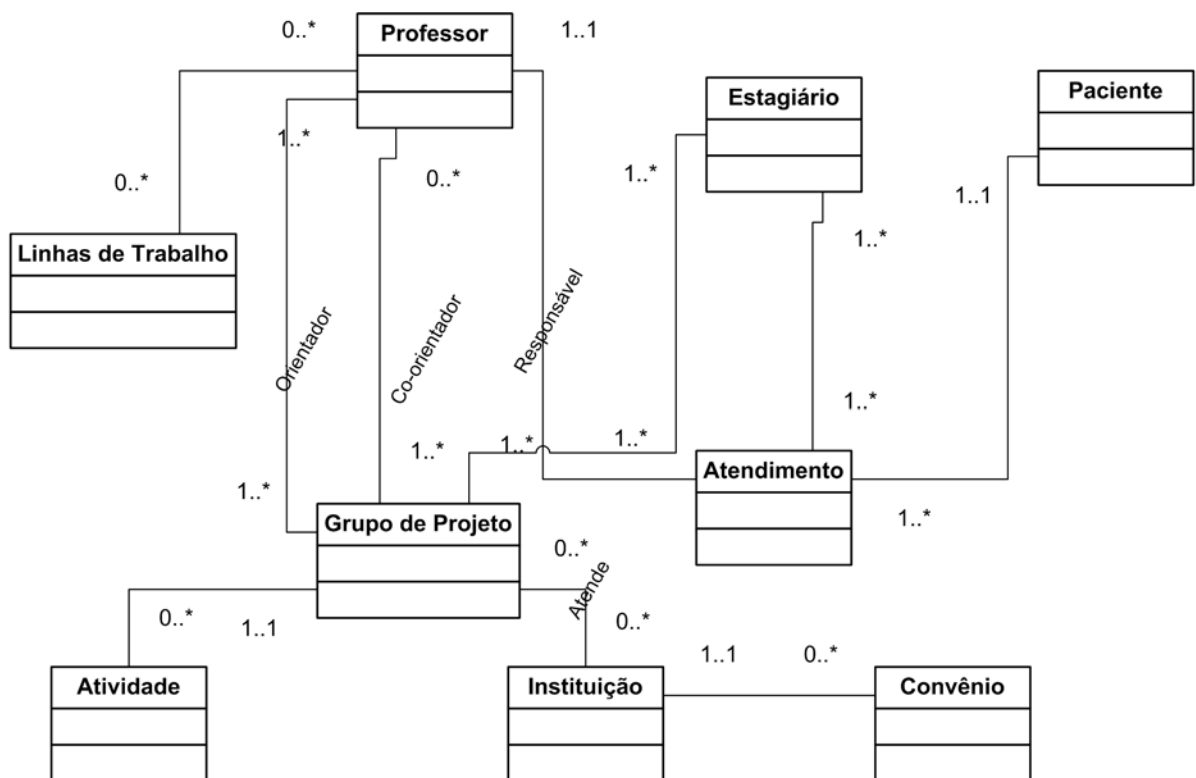 0..*
Professor
1..1
Estagiário
Paciente
1..*
0..*
0..*
1..*
1..1
1..*
Linhas de Trabalho
Orientador
Co-orientador
Responsável
1..*
1..*
1..*
1..*
Atendimento
1..*
1..*
Grupo de Projeto
0..*
Atende
0..*
1..1
0..*
1..1
0..*
Atividade
Instituição
Convênio